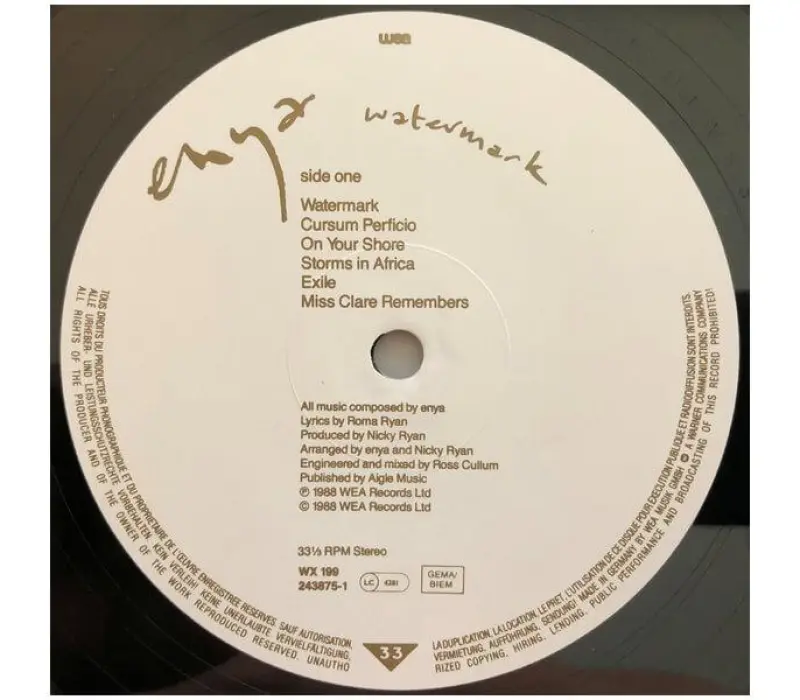 wea
enya watermark
side one
Watermark
Cursum Perficio
On Your Shore
Storms in Africa
Exile
Miss Clare Remembers
All music composed by enya
Lyrics by Roma Ryan
Produced by Nicky Ryan
Arranged by enya and Nicky Ryan
Engineered and mixed by Ross Cullum
Published by Aigle Music
℗ 1988 WEA Records Ltd
© 1988 WEA Records Ltd
33⅓ RPM Stereo
WX 199
243875-1
LC 4281
GEMA/
BIEM
33
TOUS DROITS DU PRODUCTEUR PHONOGRAPHIQUE ET DU PROPRIETAIRE DE L'ŒUVRE ENREGISTREE RESERVES. SAUF AUTORISATION,
LA DUPLICATION, LA LOCATION, LE PRET, L'UTILISATION DE CE DISQUE POUR EXECUTION PUBLIQUE ET RADIODIFFUSION SONT INTERDITS.
ALLE URHEBER- UND LEISTUNGSSCHUTZRECHTE VORBEHALTEN. KEIN VERLEIH! KEINE UNERLAUBTE VERVIELFÄLTIGUNG,
VERMIETUNG, AUFFÜHRUNG, SENDUNG! MADE IN GERMANY BY WEA MUSIK GMBH A WARNER COMMUNICATIONS COMPANY
ALL RIGHTS OF THE PRODUCER AND OF THE OWNER OF THE WORK REPRODUCED RESERVED. UNAUTHO
RIZED COPYING, HIRING, LENDING, PUBLIC PERFORMANCE AND BROADCASTING OF THIS RECORD PROHIBITED!